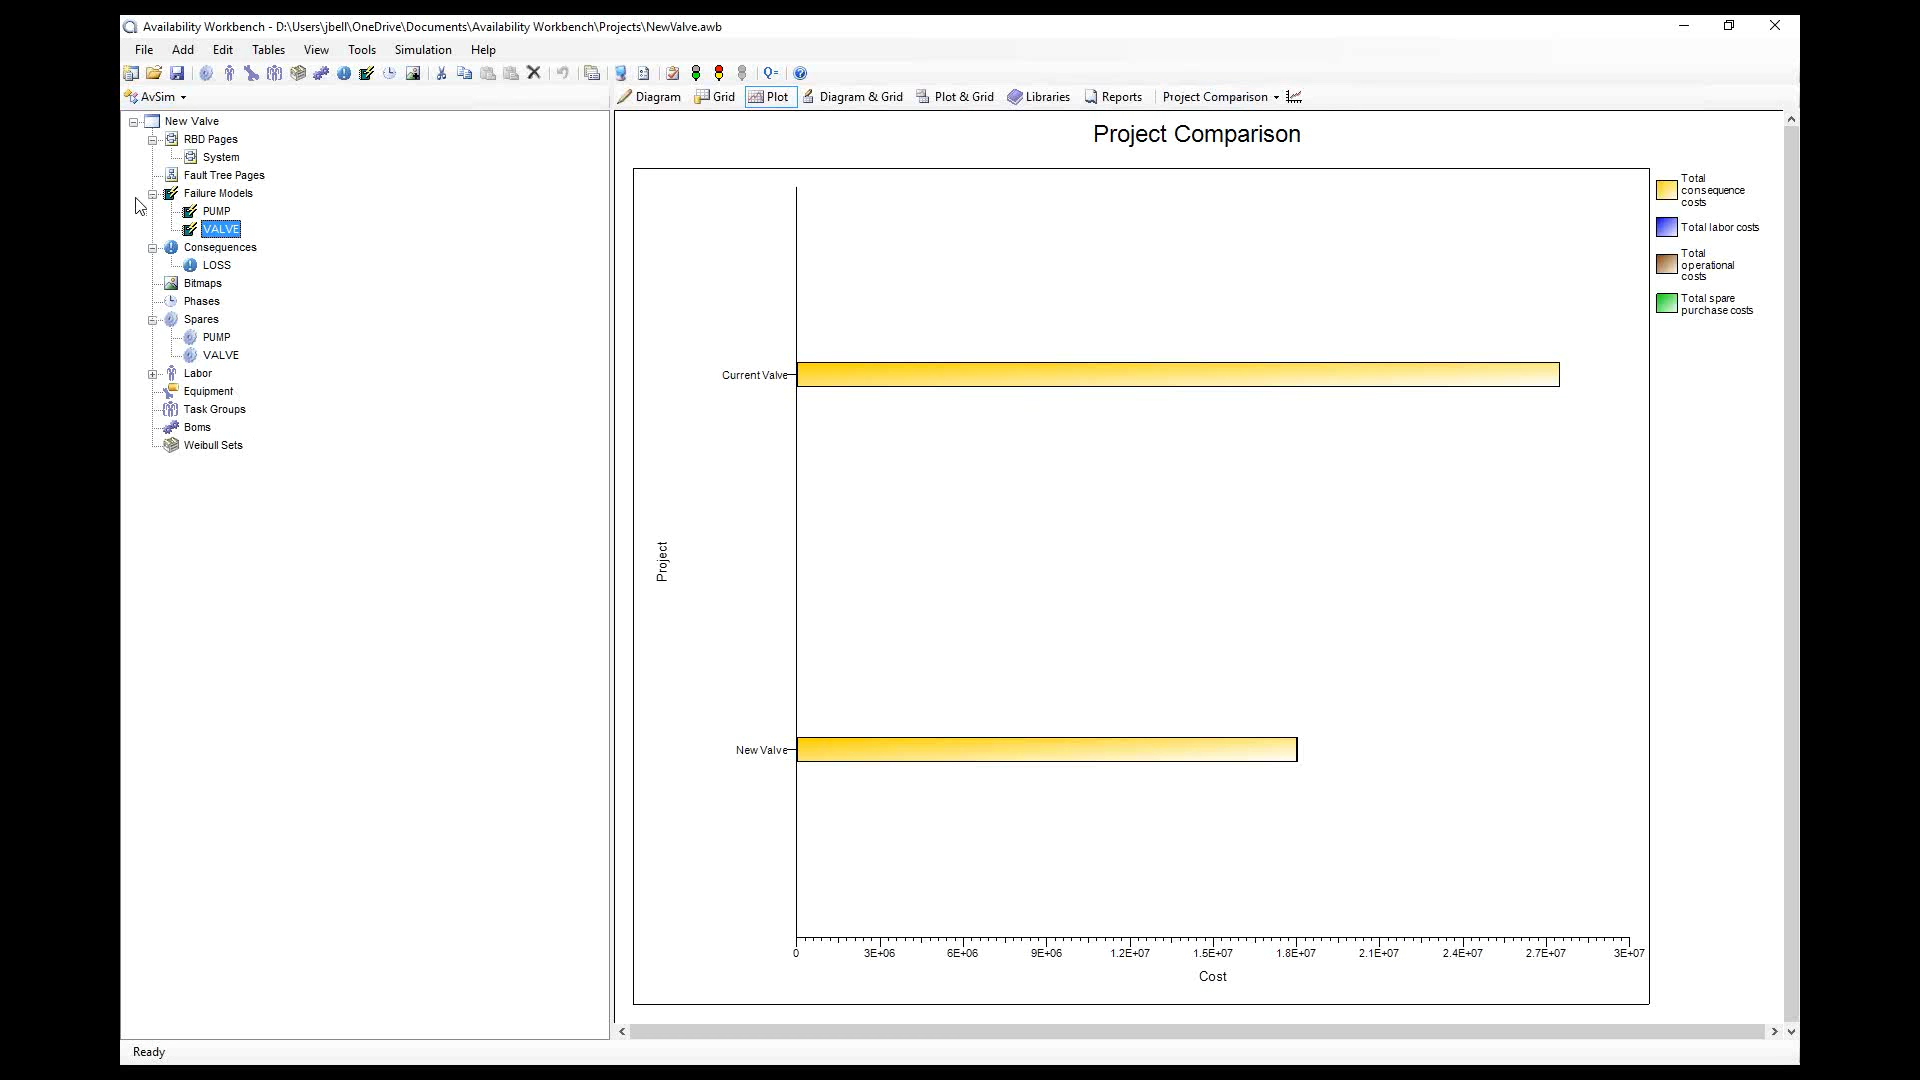 Availability Workbench - D:\Users\jbell\OneDrive\Documents\Availability Workbench\Projects\NewValve.awb
File Add Edit Tables View Tools Simulation Help
Q=
AvSim
Diagram Grid Plot Diagram & Grid Plot & Grid Libraries Reports Project Comparison
New Valve
RBD Pages
System
Fault Tree Pages
Failure Models
PUMP
VALVE
Consequences
LOSS
Bitmaps
Phases
Spares
PUMP
VALVE
Labor
Equipment
Task Groups
Boms
Weibull Sets
Project Comparison
Total
consequence
costs
Total labor costs
Total
operational
costs
Total spare
purchase costs
Current Valve
Project
New Valve
0 3E+06 6E+06 9E+06 1.2E+07 1.5E+07 1.8E+07 2.1E+07 2.4E+07 2.7E+07 3E+07
Cost
Ready